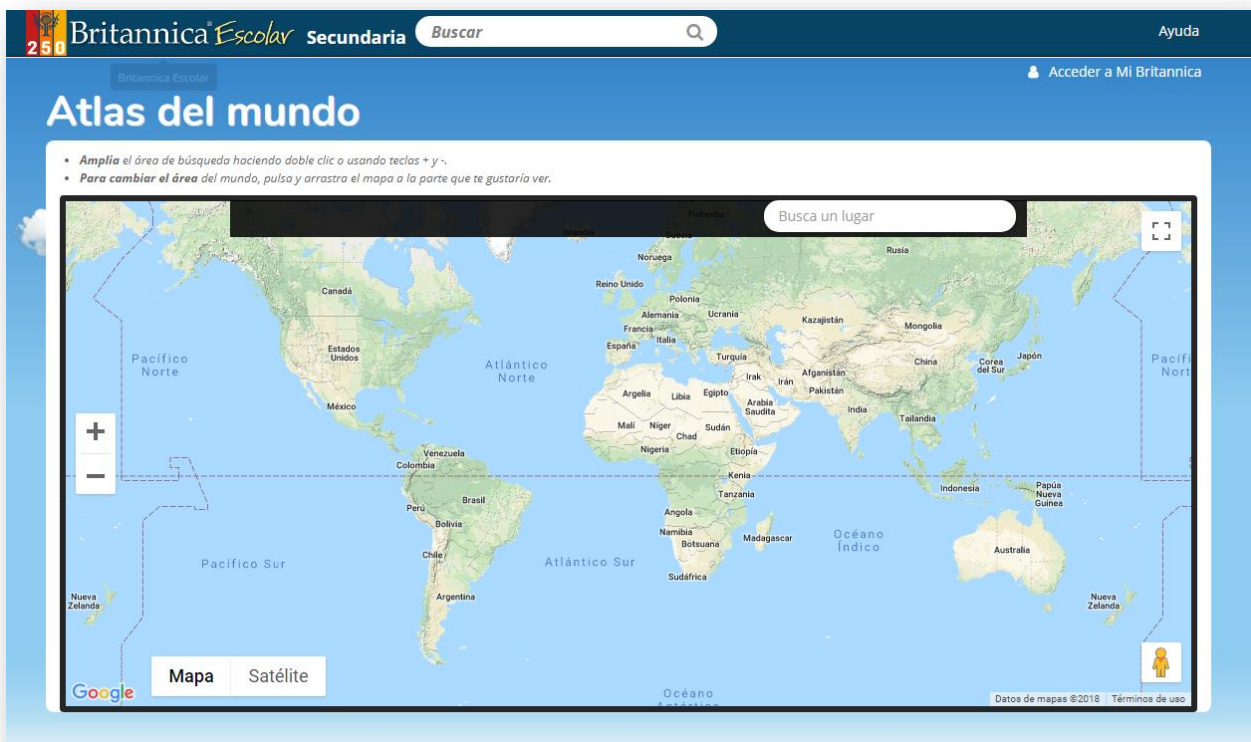 Britannica Escolar Secundaria
250
Buscar
Ayuda
Britannica Escolar
Acceder a Mi Britannica
Atlas del mundo
• Amplia el área de búsqueda haciendo doble clic o usando teclas + y -.
• Para cambiar el área del mundo, pulsa y arrastra el mapa a la parte que te gustaría ver.
Busca un lugar
Finlandia
Islandia
Suecia
Noruega
Rusia
Canadá
Reino Unido
Polonia
Alemania
Ucrania
Kazajistán
Mongolia
Francia
Italia
España
Estados
Unidos
Pacífico
Norte
Atlántico
Norte
Turquía
China
Corea
del Sur
Japón
Pacífi
Nort
Irak
Irán
Afganistán
Pakistán
Argelia
Libia
Egipto
Arabia
Saudita
México
India
Tailandia
Malí
Níger
Chad
Sudán
Nigeria
Etiopía
Venezuela
Colombia
Kenia
Indonesia
Papúa
Nueva
Guinea
Tanzania
Brasil
Perú
Angola
Bolivia
Namibia
Botsuana
Madagascar
Océano
Índico
Australia
Chile
Pacífico Sur
Atlántico Sur
Sudáfrica
Nueva
Zelanda
Argentina
Nueva
Zelanda
+
−
Mapa
Satélite
Google
Océano
Antártico
Datos de mapas ©2018
Términos de uso